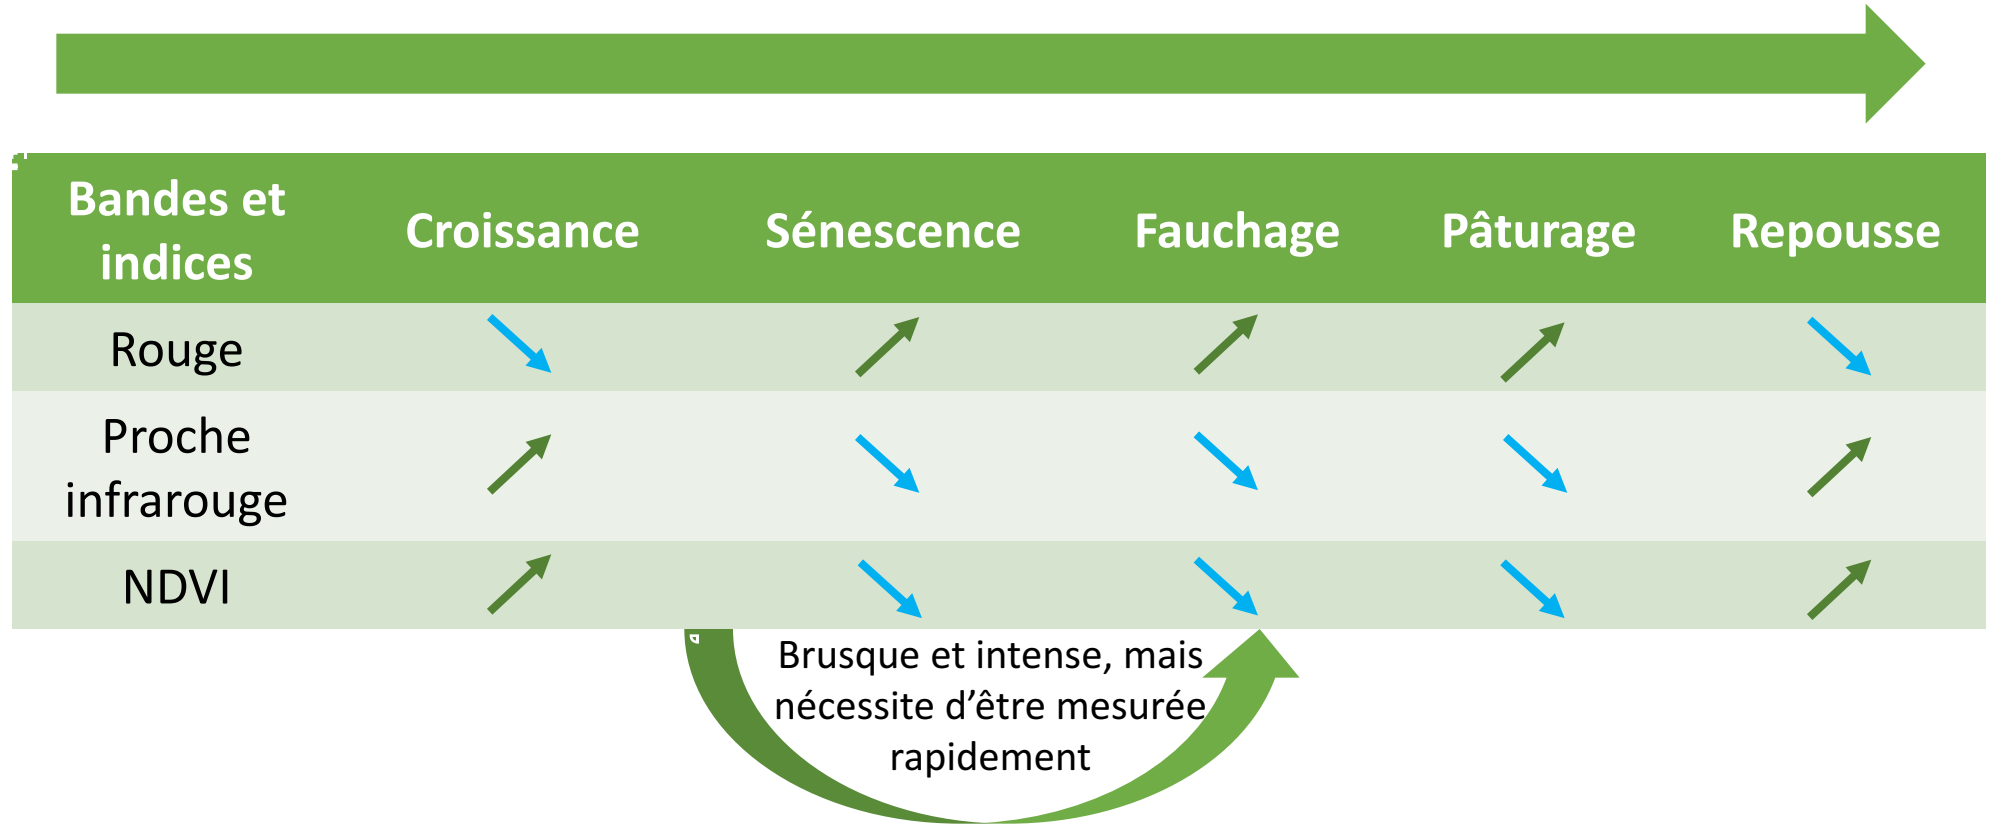 Bandes et
indices
Croissance
Sénescence
Fauchage
Pâturage
Repousse
Rouge
Proche
infrarouge
NDVI
Brusque et intense, mais
nécessite d’être mesurée
rapidement